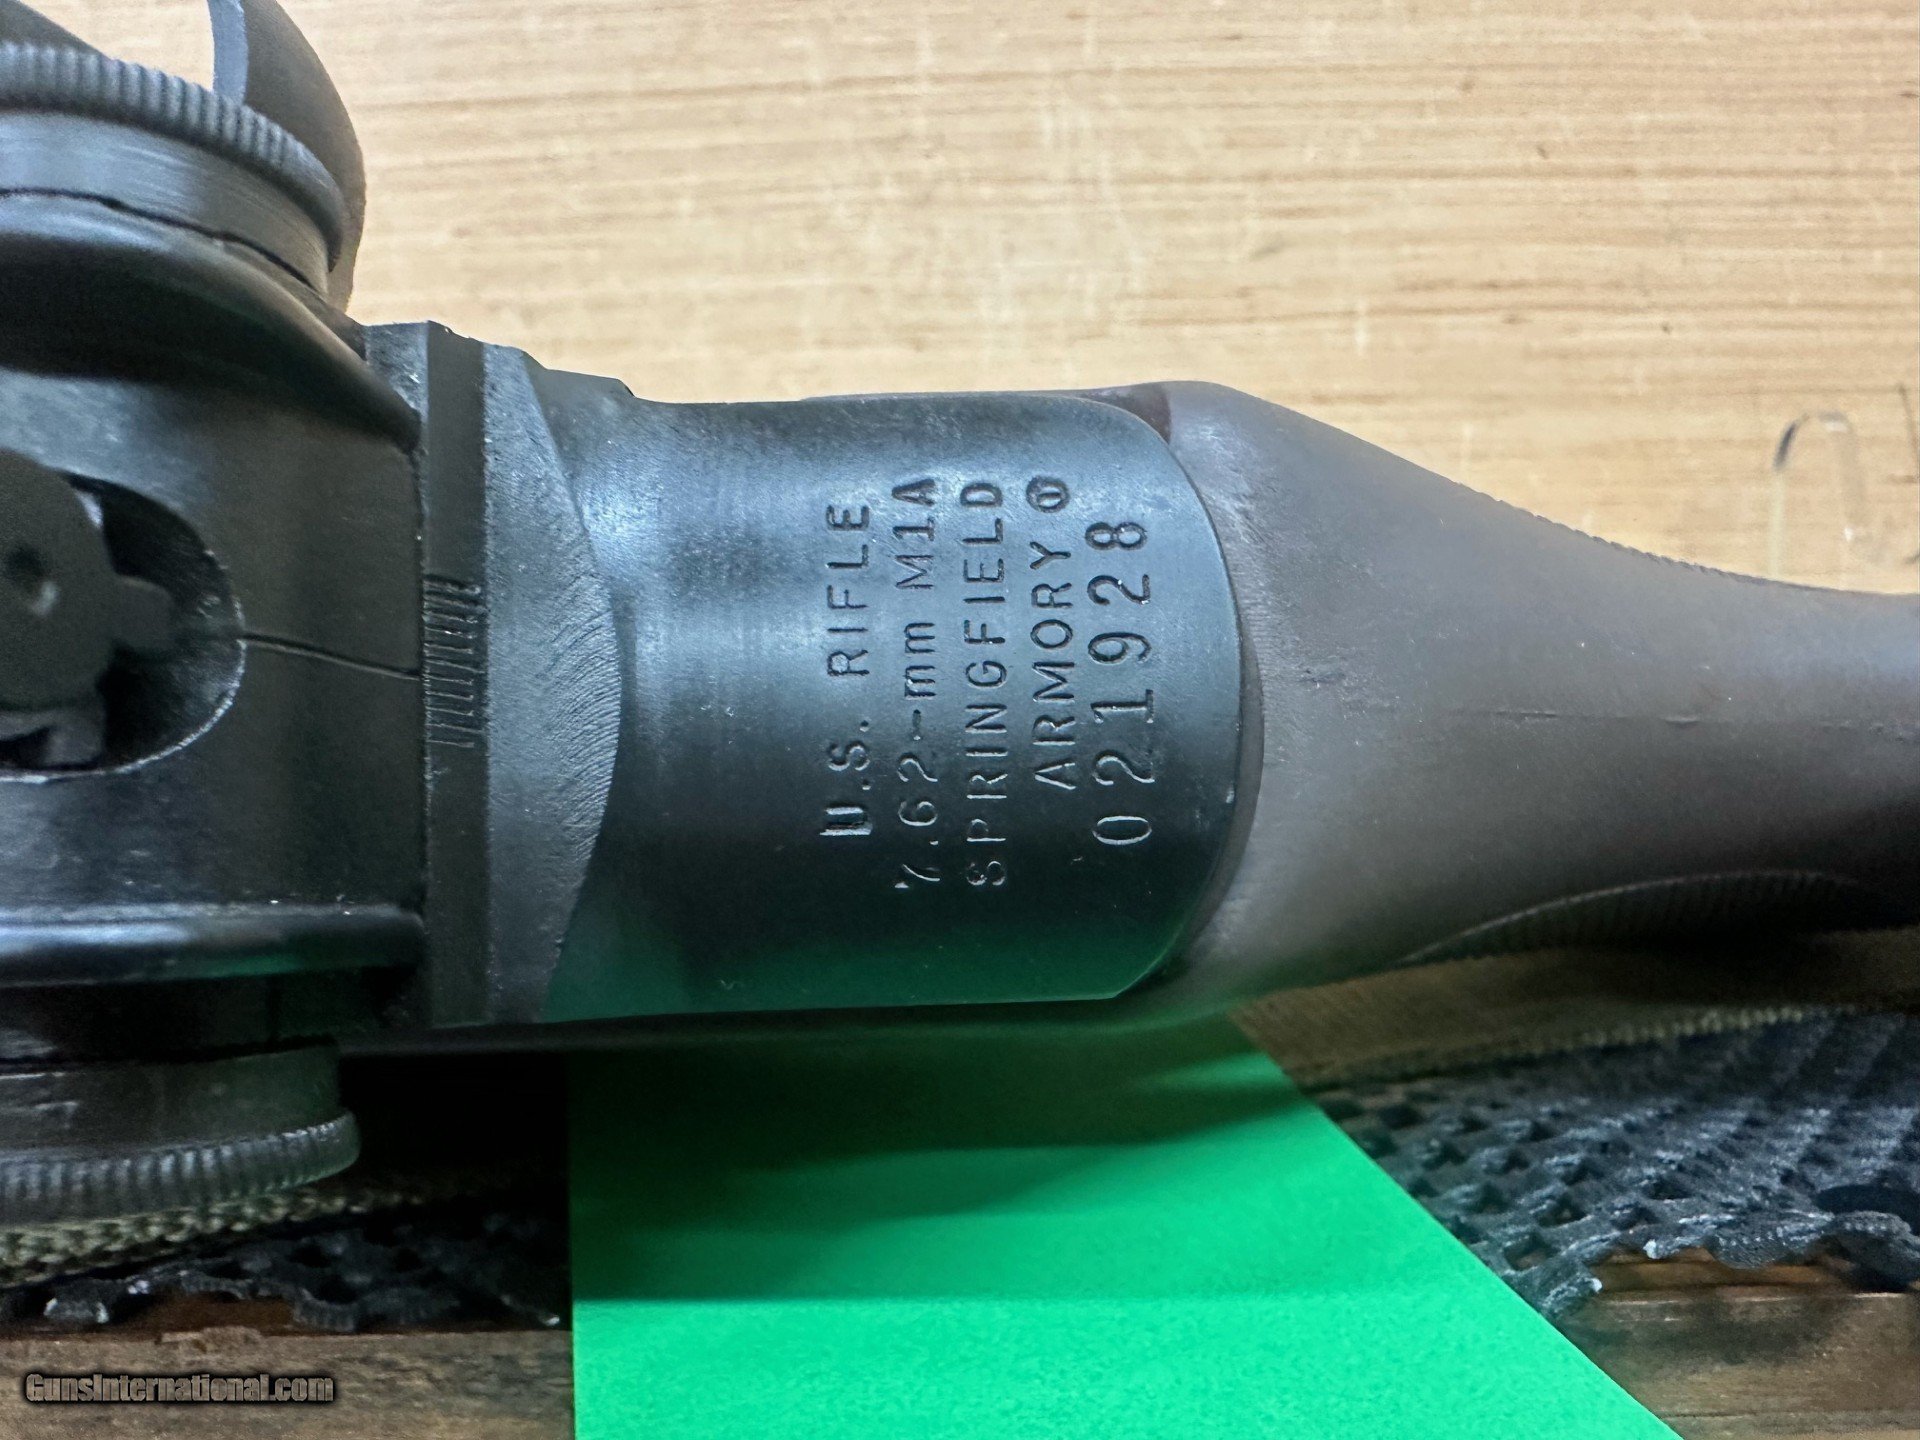 U.S. RIFLE
7.62-mm M1A
SPRINGFIELD
ARMORY ®
021928
GunsInternational.com